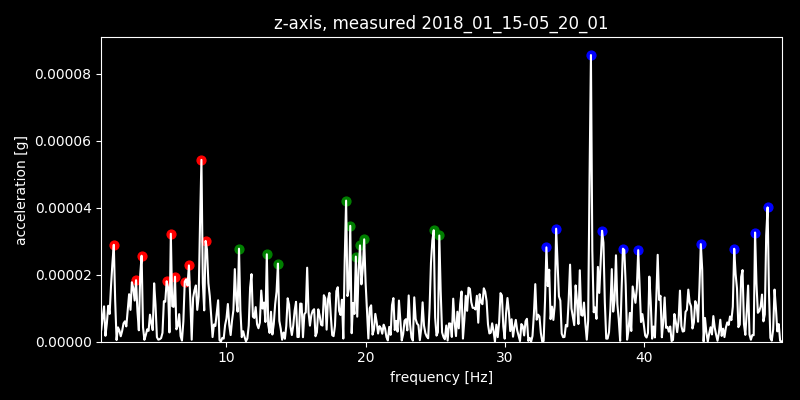 z-axis, measured 2018_01_15-05_20_01
0.00008
0.00006
0.00004
0.00002
0.00000
acceleration [g]
10 20 30 40
frequency [Hz]